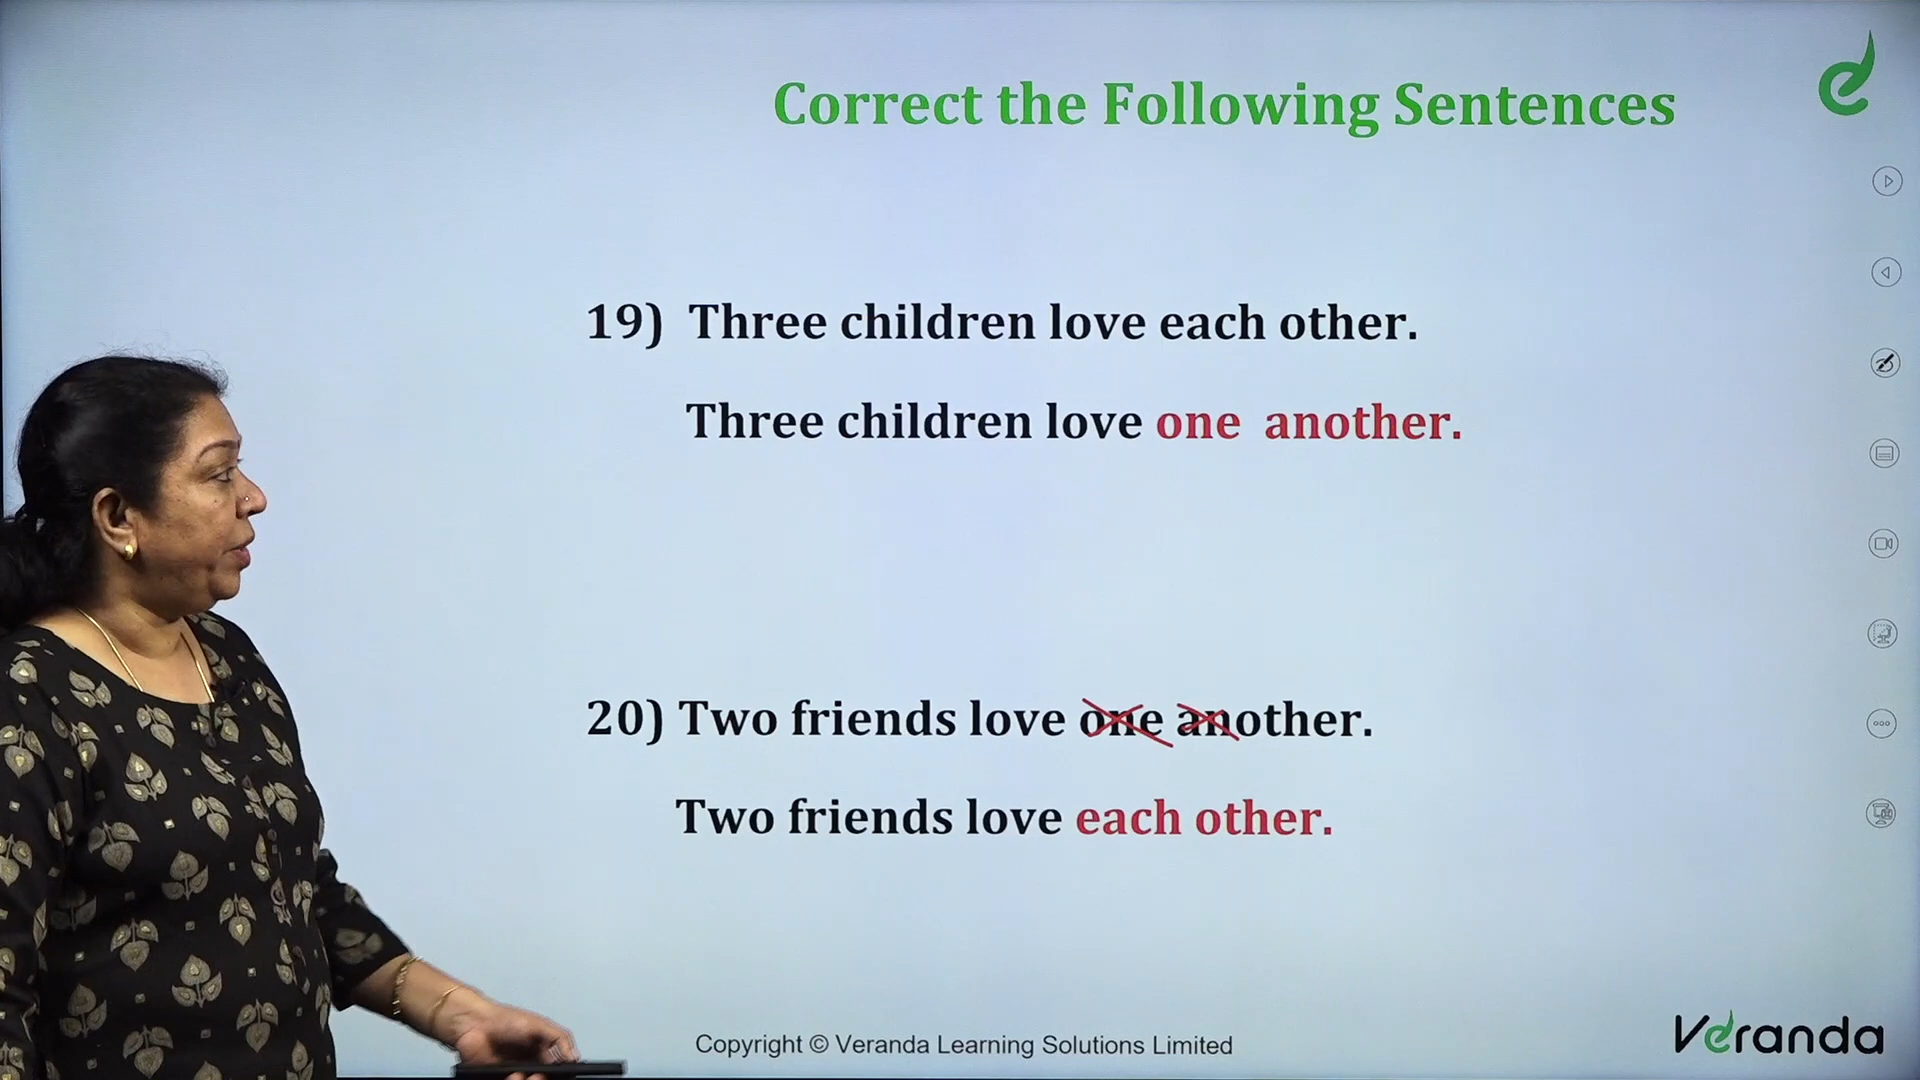 Correct the Following Sentences
19) Three children love each other.
Three children love one another.
20) Two friends love one another.
Two friends love each other.
Copyright © Veranda Learning Solutions Limited
Veranda